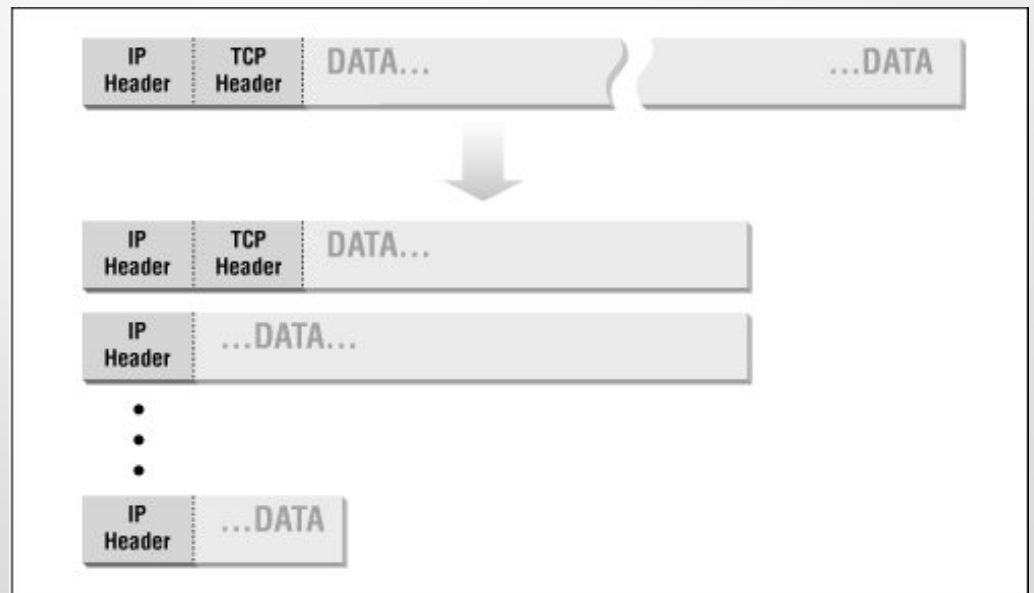 IP Header TCP Header DATA... ...DATA
IP Header TCP Header DATA...
IP Header ...DATA...
IP Header ...DATA